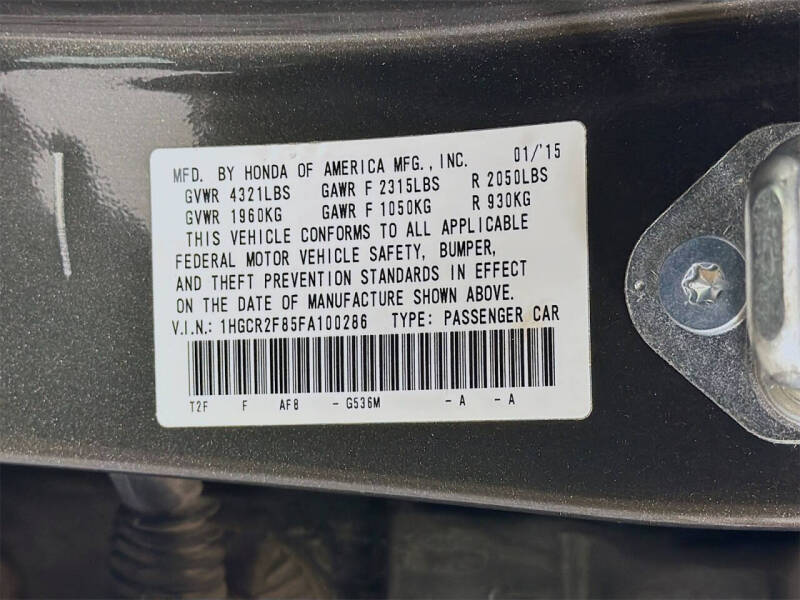 MFD. BY HONDA OF AMERICA MFG., INC. 01/'15
GVWR 4321LBS GAWR F 2315LBS R 2050LBS
GVWR 1960KG GAWR F 1050KG R 930KG
THIS VEHICLE CONFORMS TO ALL APPLICABLE
FEDERAL MOTOR VEHICLE SAFETY, BUMPER,
AND THEFT PREVENTION STANDARDS IN EFFECT
ON THE DATE OF MANUFACTURE SHOWN ABOVE.
V.I.N.: 1HGCR2F85FA100286 TYPE: PASSENGER CAR
T2F F AF8 - G536M - A - A